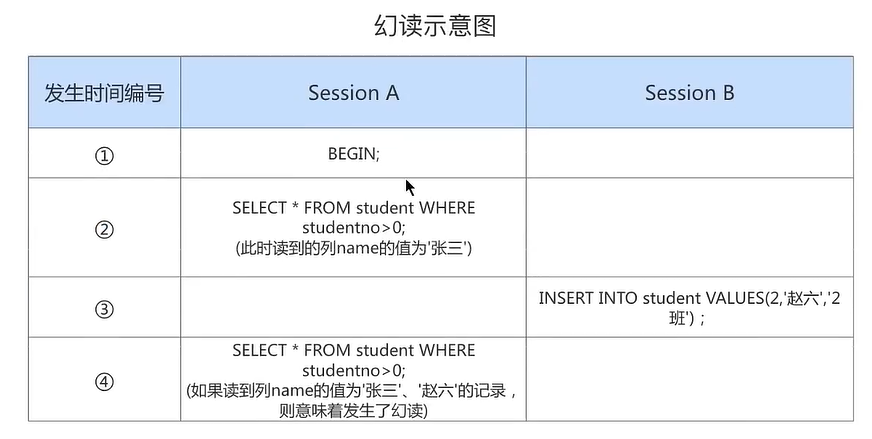 幻读示意图
发生时间编号
Session A
Session B
①
BEGIN;
②
SELECT * FROM student WHERE
studentno>0;
(此时读到的列name的值为'张三')
③
INSERT INTO student VALUES(2,'赵六','2
班') ;
④
SELECT * FROM student WHERE
studentno>0;
(如果读到列name的值为'张三'、'赵六'的记录，
则意味着发生了幻读)